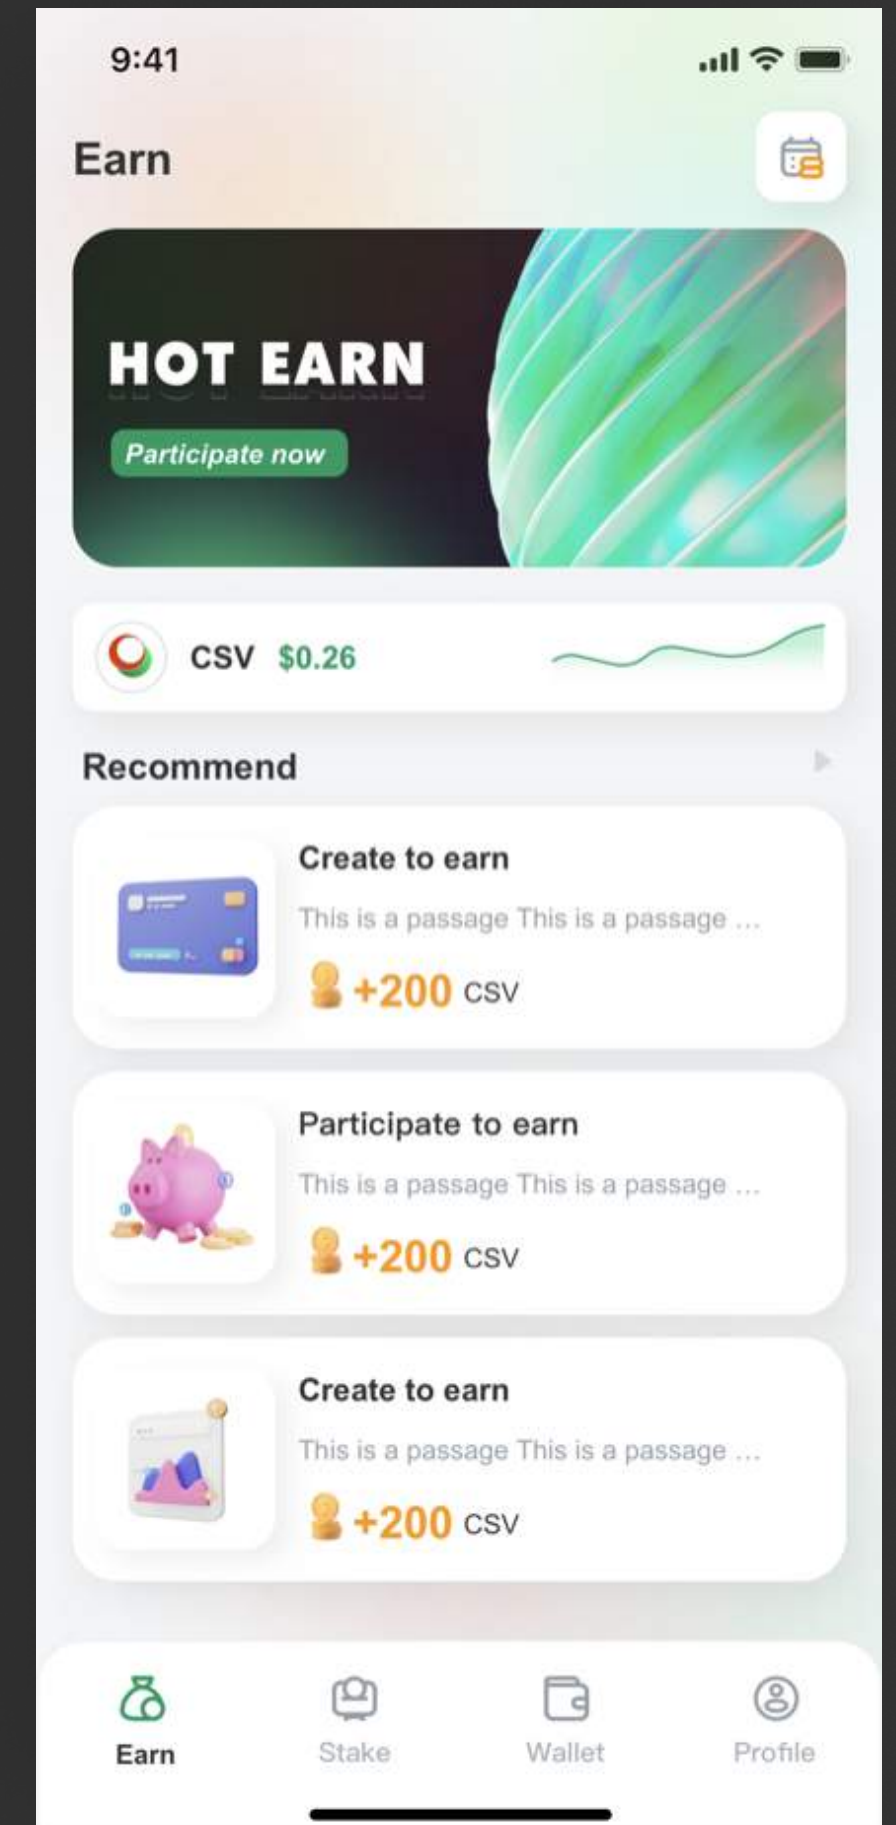 9:41
Earn
HOT EARN
Participate now
CSV $0.26
Recommend
Create to earn
This is a passage This is a passage ...
+200 CSV
Participate to earn
This is a passage This is a passage ...
+200 CSV
Create to earn
This is a passage This is a passage ...
+200 CSV
Earn Stake Wallet Profile